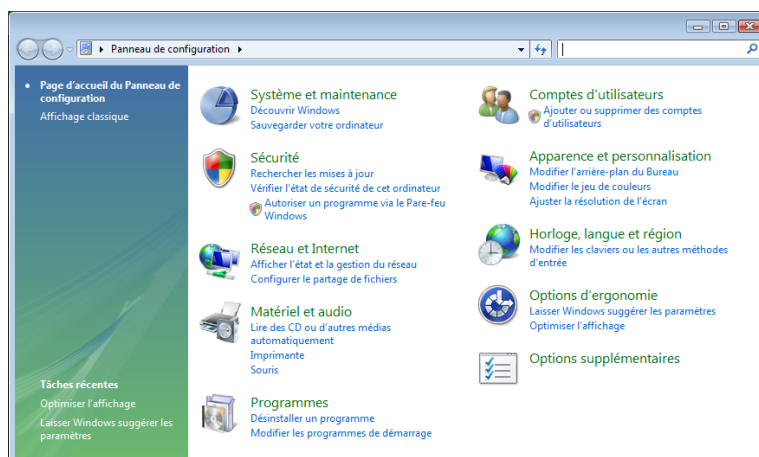 Panneau de configuration
Page d'accueil du Panneau de
configuration
Affichage classique
Tâches récentes
Optimiser l'affichage
Laisser Windows suggérer les
paramètres
Système et maintenance
Découvrir Windows
Sauvegarder votre ordinateur
Sécurité
Rechercher les mises à jour
Vérifier l'état de sécurité de cet ordinateur
Autoriser un programme via le Pare-feu
Windows
Réseau et Internet
Afficher l'état et la gestion du réseau
Configurer le partage de fichiers
Matériel et audio
Lire des CD ou d'autres médias
automatiquement
Imprimante
Souris
Programmes
Désinstaller un programme
Modifier les programmes de démarrage
Comptes d'utilisateurs
Ajouter ou supprimer des comptes
d'utilisateurs
Apparence et personnalisation
Modifier l'arrière-plan du Bureau
Modifier le jeu de couleurs
Ajuster la résolution de l'écran
Horloge, langue et région
Modifier les claviers ou les autres méthodes
d'entrée
Options d'ergonomie
Laisser Windows suggérer les paramètres
Optimiser l'affichage
Options supplémentaires